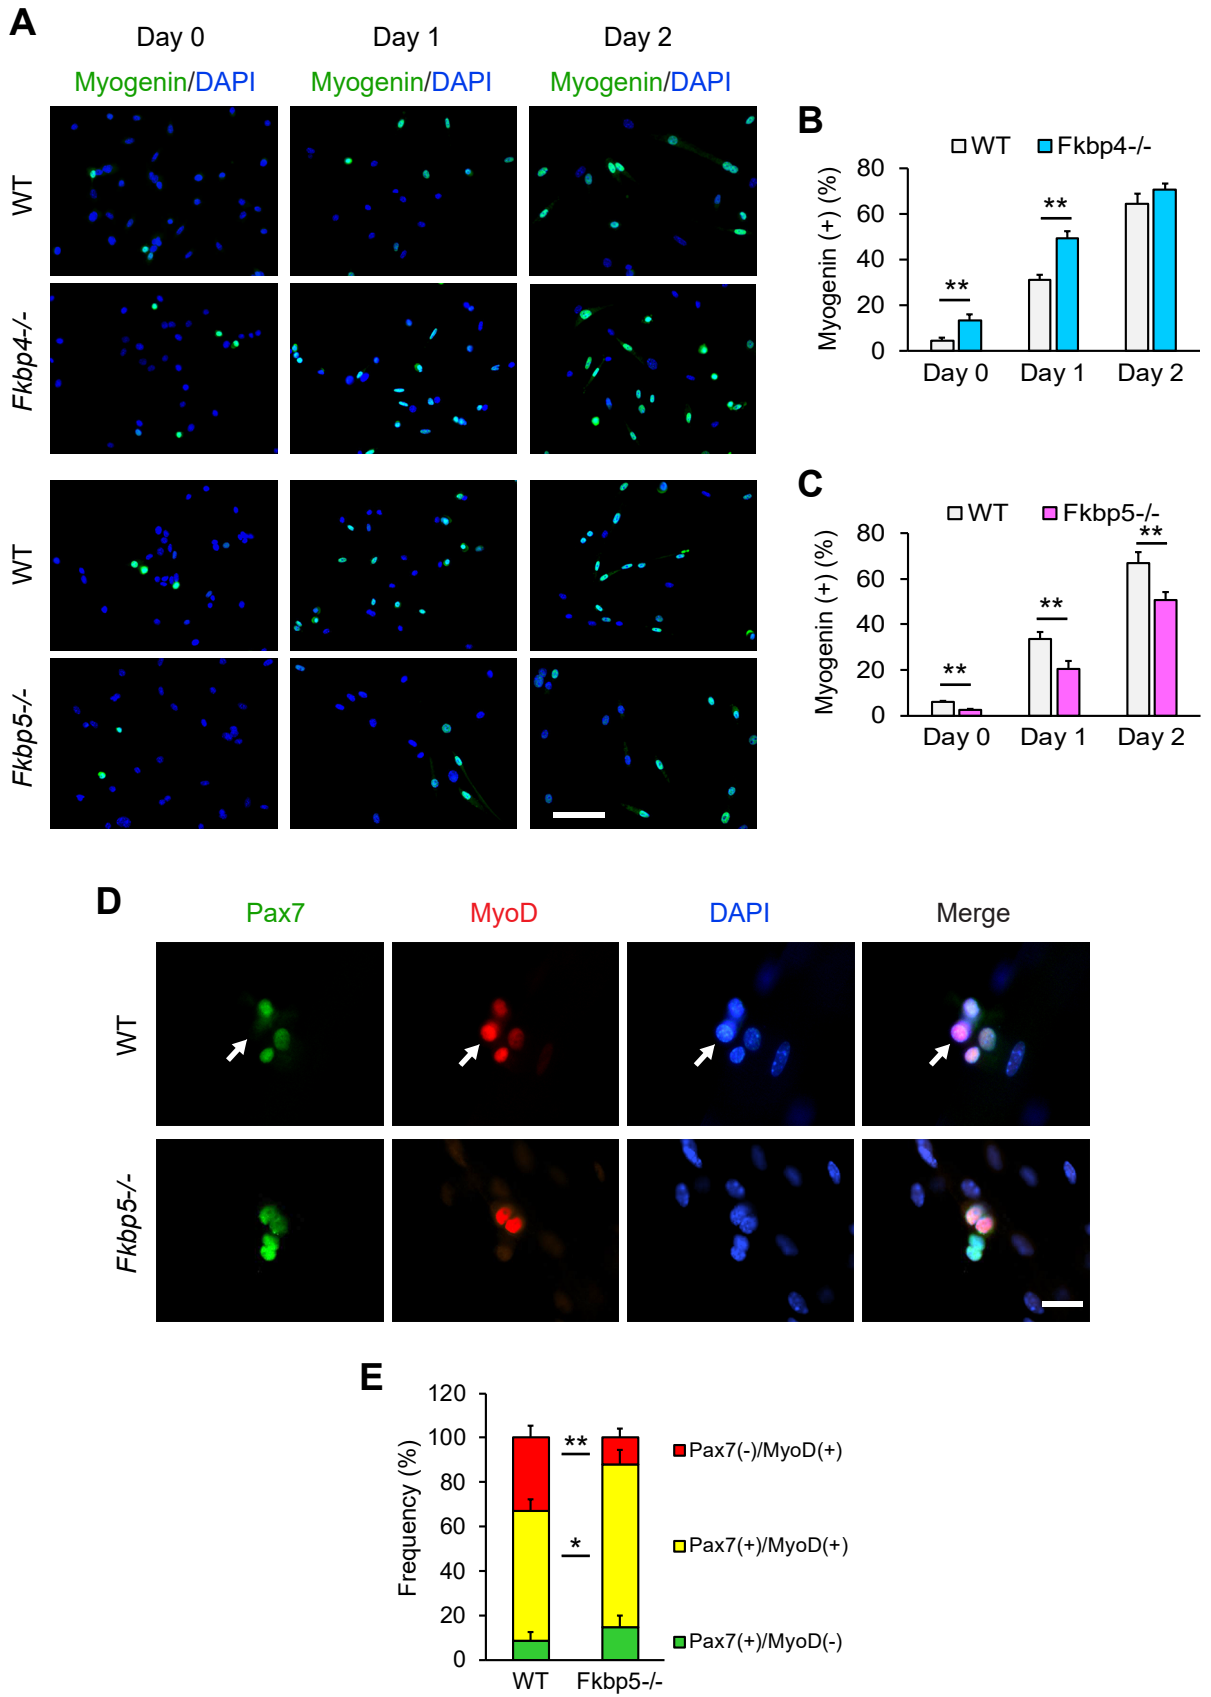 A
Day 0
Day 1
Day 2
Myogenin/DAPI
Myogenin/DAPI
Myogenin/DAPI
WT
Fkbp4-/-
WT
Fkbp5-/-
B
WT
Fkbp4-/-
Myogenin (+) (%)
80
60
40
20
0
**
**
Day 0
Day 1
Day 2
C
WT
Fkbp5-/-
Myogenin (+) (%)
80
60
40
20
0
**
**
**
Day 0
Day 1
Day 2
D
Pax7
MyoD
DAPI
Merge
WT
Fkbp5-/-
E
Frequency (%)
120
100
80
60
40
20
0
**
*
WT
Fkbp5-/-
Pax7(-)/MyoD(+)
Pax7(+)/MyoD(+)
Pax7(+)/MyoD(-)